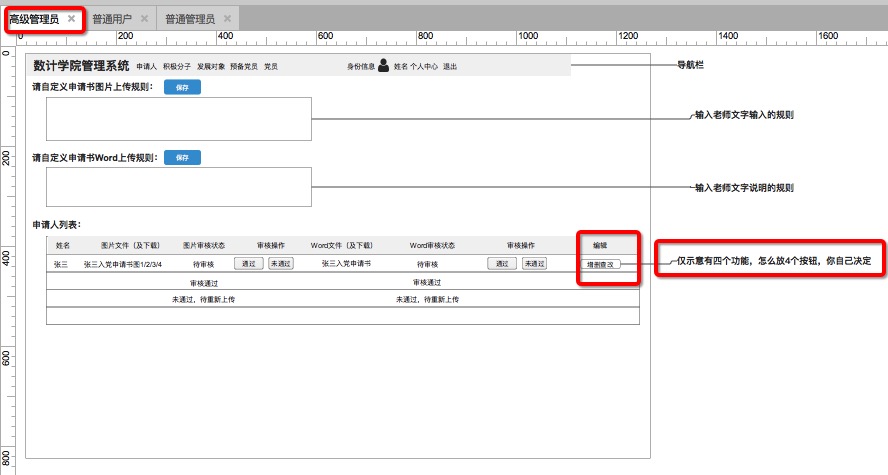 高级管理员 × 普通用户 × 普通管理员 ×
0 200 400 600 800 1000 1200 1400 1600
0
200
400
600
800
数计学院管理系统 申请人 积极分子 发展对象 预备党员 党员 身份信息 姓名 个人中心 退出
导航栏
请自定义申请书图片上传规则： 保存
输入老师文字输入的规则
请自定义申请书Word上传规则： 保存
输入老师文字说明的规则
申请人列表：
姓名 图片文件（及下载） 图片审核状态 审核操作 Word文件（及下载） Word审核状态 审核操作 编辑
张三 张三入党申请书图1/2/3/4 待审核 通过 未通过 张三入党申请书 待审核 通过 未通过 增删查改
仅示意有四个功能，怎么放4个按钮，你自己决定
审核通过 审核通过
未通过，待重新上传 未通过，待重新上传